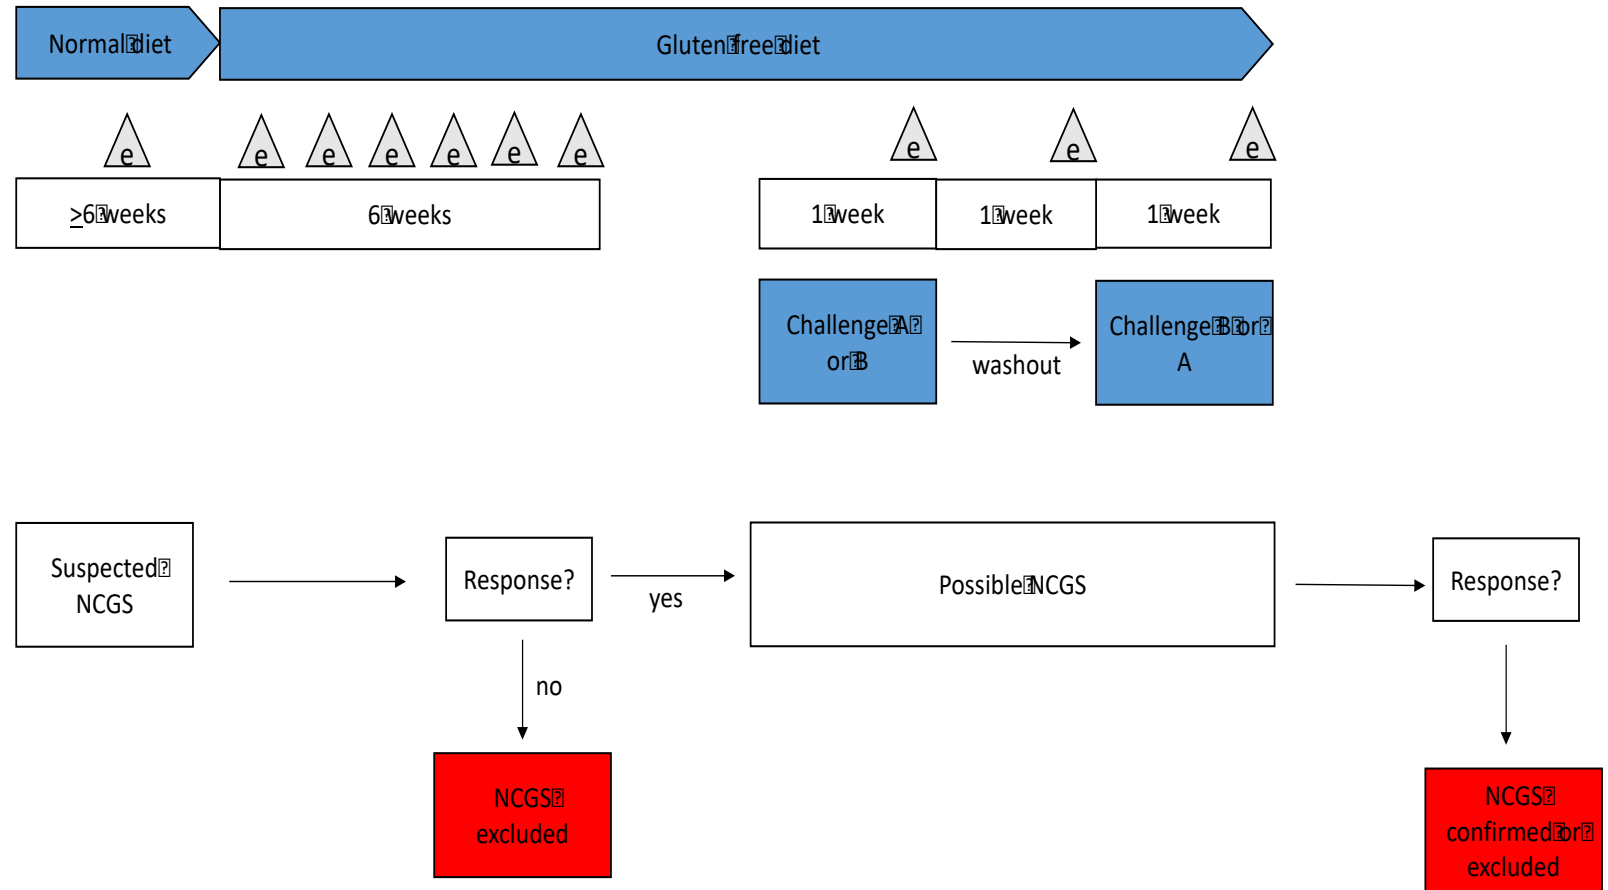 Normal diet
Gluten free diet
e
e
e
e
e
e
e
e
e
e
≥6 weeks
6 weeks
1 week
1 week
1 week
Challenge A
or B
washout
Challenge B or
A
Suspected
NCGS
Response?
yes
Possible NCGS
Response?
no
NCGS
excluded
NCGS
confirmed or
excluded